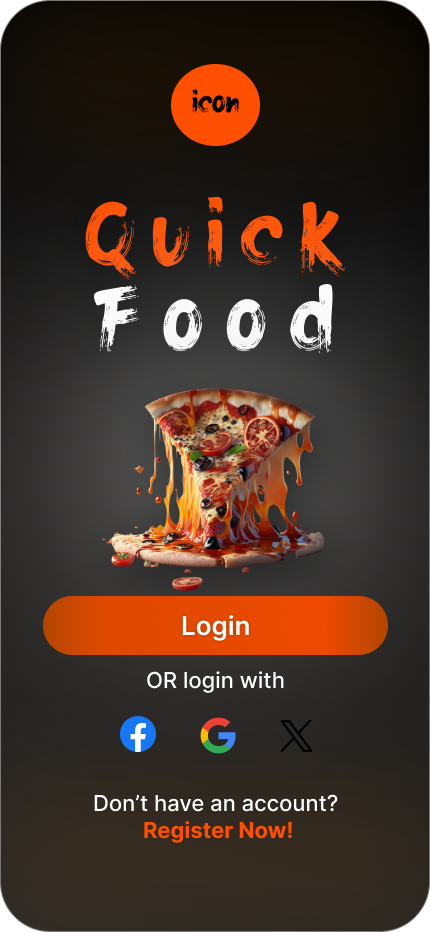 icon
Quick
Food
Login
OR login with
Don’t have an account?
Register Now!